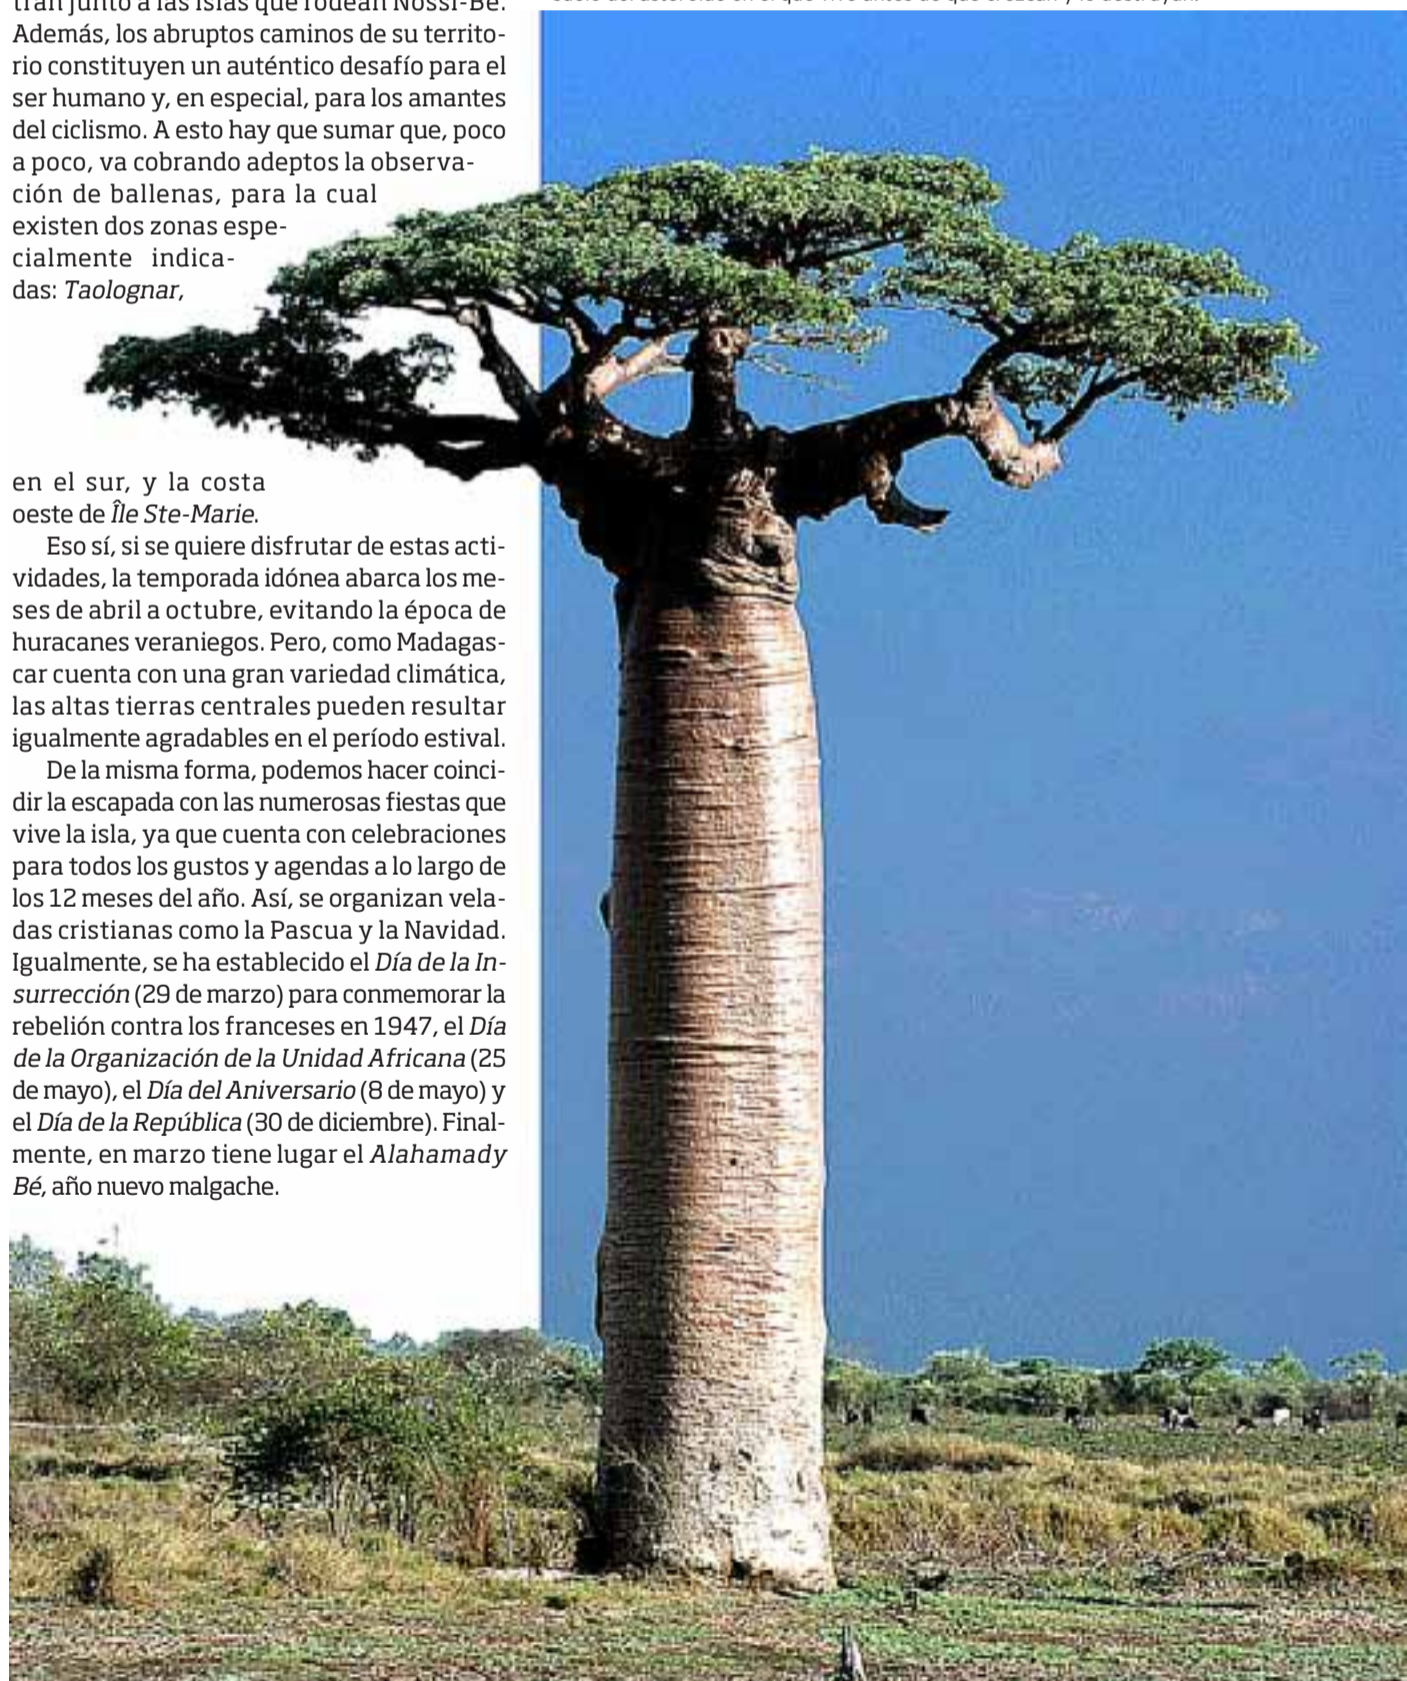 tran junto a las islas que rodean Nossi-Bé.
Además, los abruptos caminos de su territo-
rio constituyen un auténtico desafío para el
ser humano y, en especial, para los amantes
del ciclismo. A esto hay que sumar que, poco
a poco, va cobrando adeptos la observa-
ción de ballenas, para la cual
existen dos zonas espe-
cialmente indica-
das: Taolognar,
en el sur, y la costa
oeste de Île Ste-Marie.
Eso sí, si se quiere disfrutar de estas acti-
vidades, la temporada idónea abarca los me-
ses de abril a octubre, evitando la época de
huracanes veraniegos. Pero, como Madagas-
car cuenta con una gran variedad climática,
las altas tierras centrales pueden resultar
igualmente agradables en el período estival.
De la misma forma, podemos hacer coinci-
dir la escapada con las numerosas fiestas que
vive la isla, ya que cuenta con celebraciones
para todos los gustos y agendas a lo largo de
los 12 meses del año. Así, se organizan vela-
das cristianas como la Pascua y la Navidad.
Igualmente, se ha establecido el Día de la In-
surrección (29 de marzo) para conmemorar la
rebelión contra los franceses en 1947, el Día
de la Organización de la Unidad Africana (25
de mayo), el Día del Aniversario (8 de mayo) y
el Día de la República (30 de diciembre). Final-
mente, en marzo tiene lugar el Alahamady
Bé, año nuevo malgache.